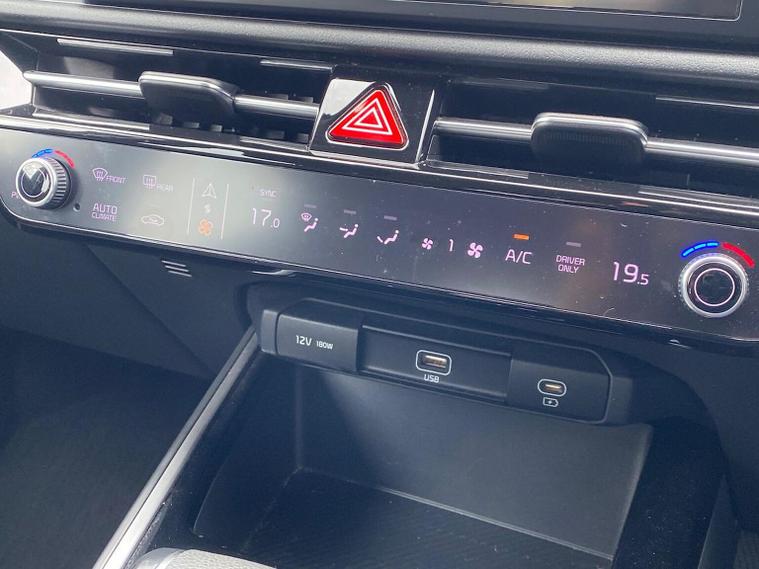 FRONT
REAR
AUTO
CLIMATE
SYNC
17.0
1
A/C
DRIVER
ONLY
19.5
12V 180W
USB